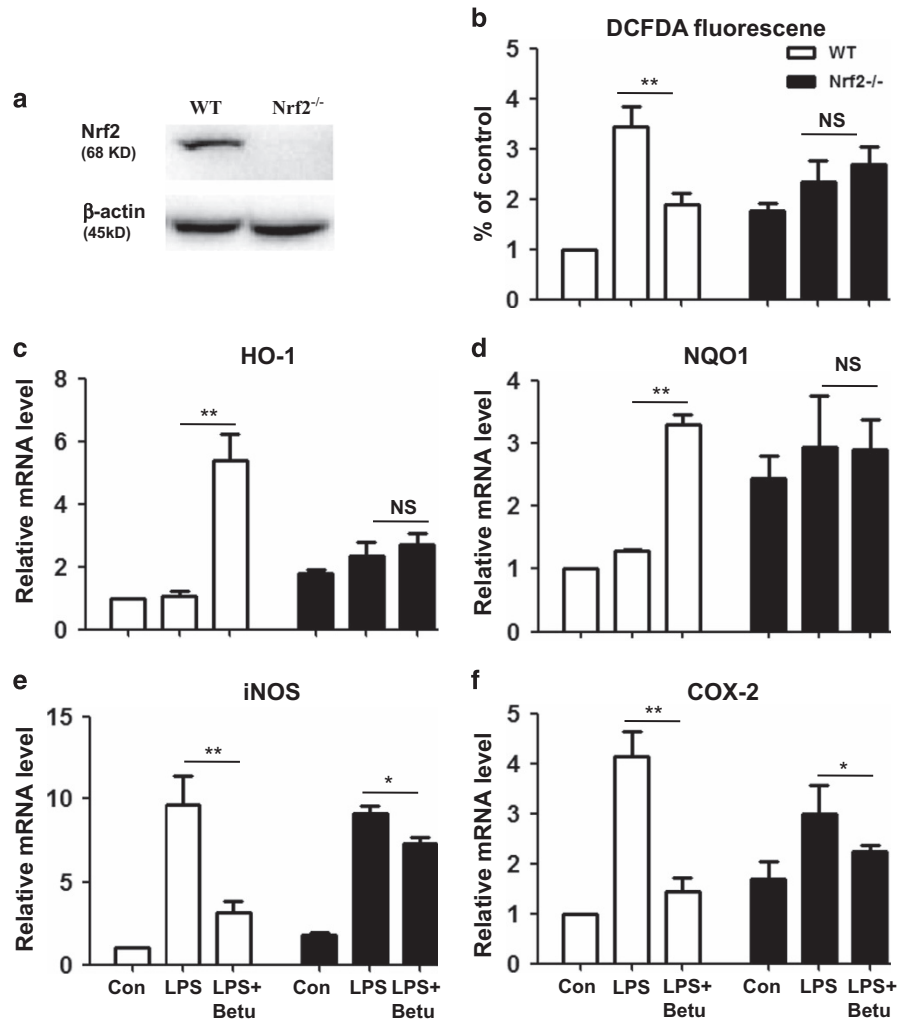 a
WT Nrf2-/-
Nrf2
(68 KD)
β-actin
(45kD)
b
DCFDA fluorescene
% of control
5
4
3
2
1
0
WT
Nrf2-/-
**
NS
c
HO-1
Relative mRNA level
8
6
4
2
0
**
NS
d
NQO1
Relative mRNA level
4
3
2
1
0
**
NS
e
iNOS
Relative mRNA level
15
10
5
0
**
*
Con LPS LPS+ Con LPS LPS+
Betu Betu
f
COX-2
Relative mRNA level
5
4
3
2
1
0
**
*
Con LPS LPS+ Con LPS LPS+
Betu Betu